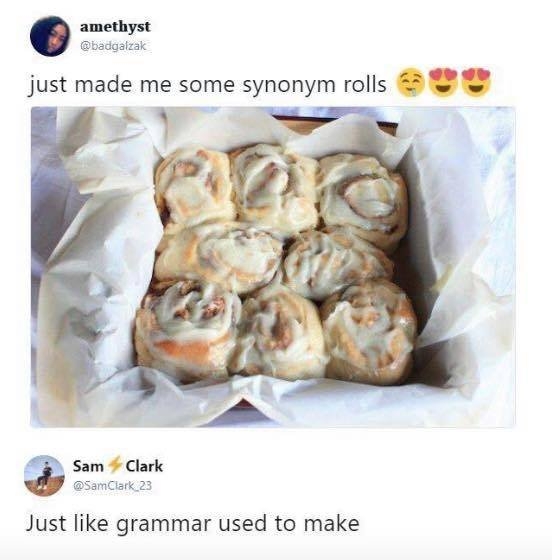 amethyst
@badgalzak
just made me some synonym rolls 🤤😍😍
Sam⚡Clark
@SamClark_23
Just like grammar used to make